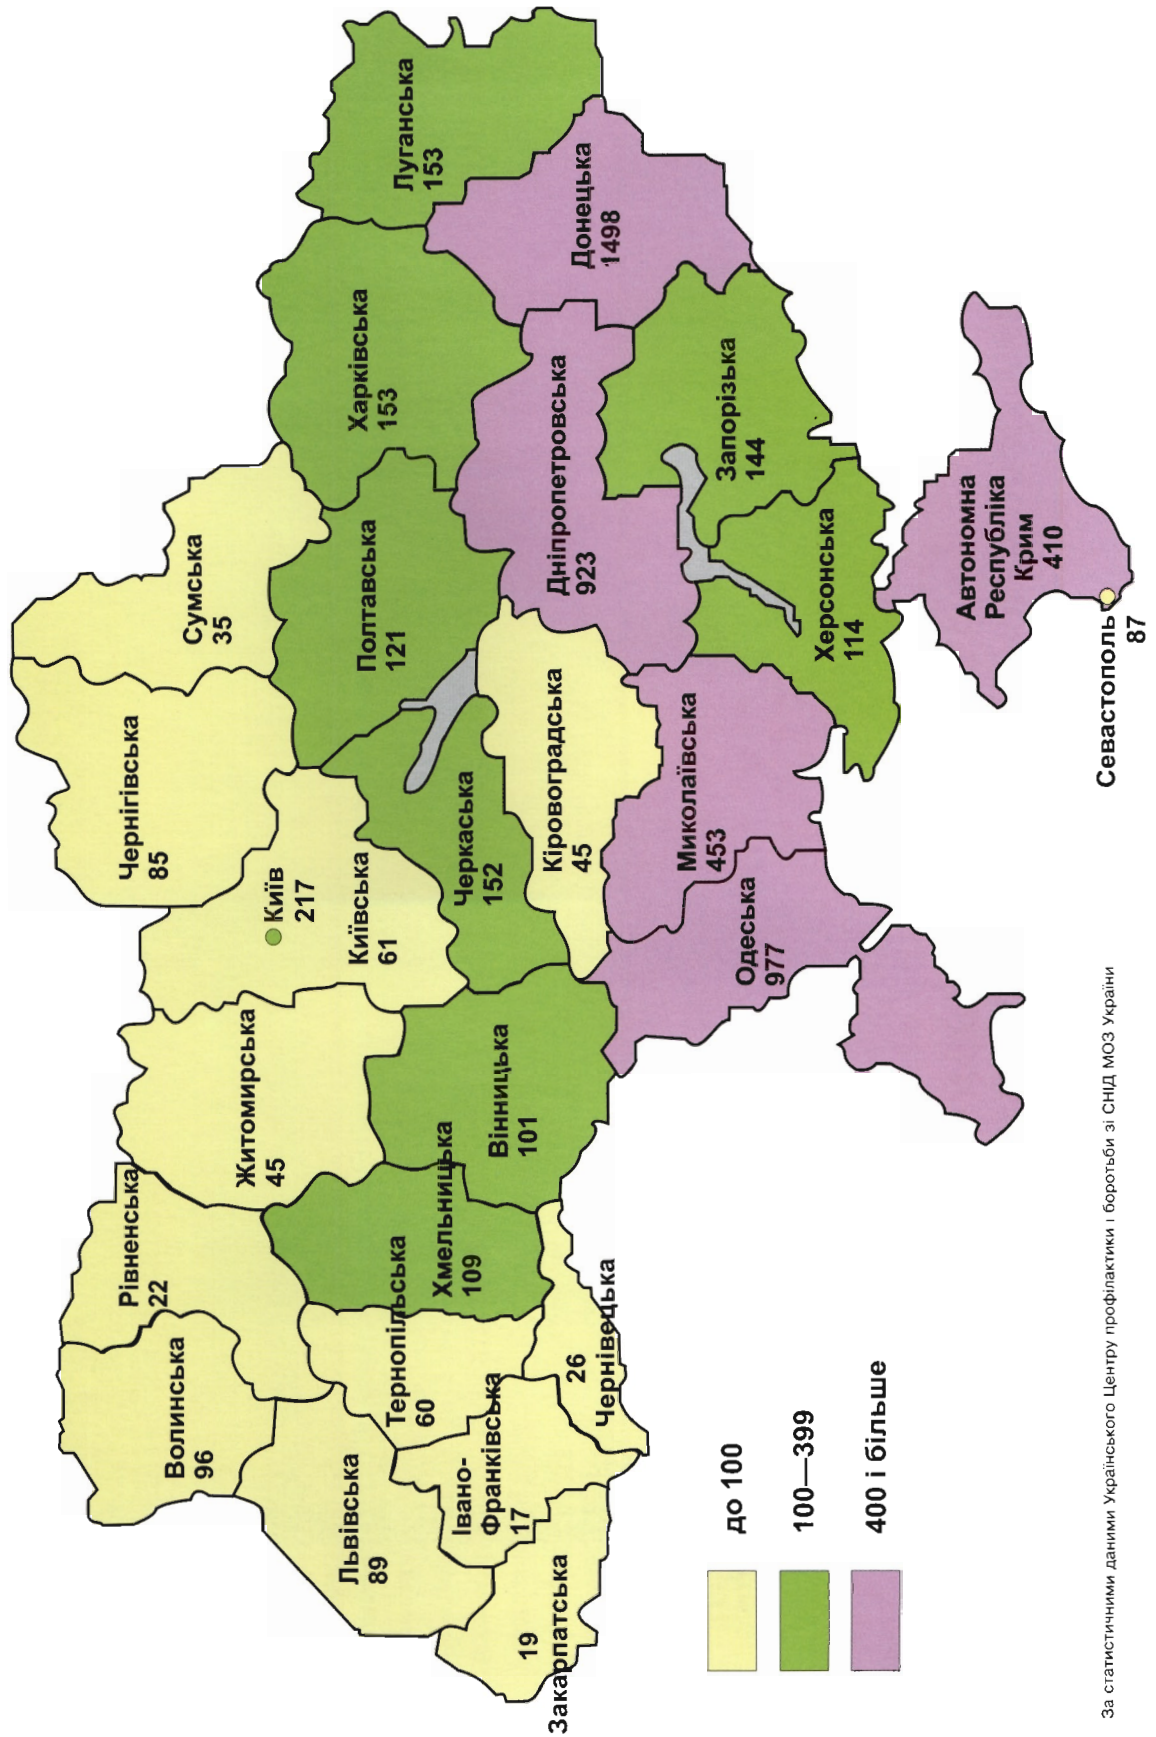 Волинська
96
Рівненська
22
Житомирська
45
Чернігівська
85
Сумська
35
Київ
217
Київська
61
Львівська
89
Тернопільська
60
Хмельницька
109
Вінницька
101
Івано-
Франківська
17
19
Закарпатська
26
Чернівецька
Черкаська
152
Полтавська
121
Харківська
153
Луганська
153
Кіровоградська
45
Дніпропетровська
923
Донецька
1498
Миколаївська
453
Одеська
977
Запорізька
144
Херсонська
114
Автономна
Республіка
Крим
410
Севастополь
87
до 100
100—399
400 і більше
За статистичними даними Українського Центру профілактики і боротьби зі СНІД МОЗ України